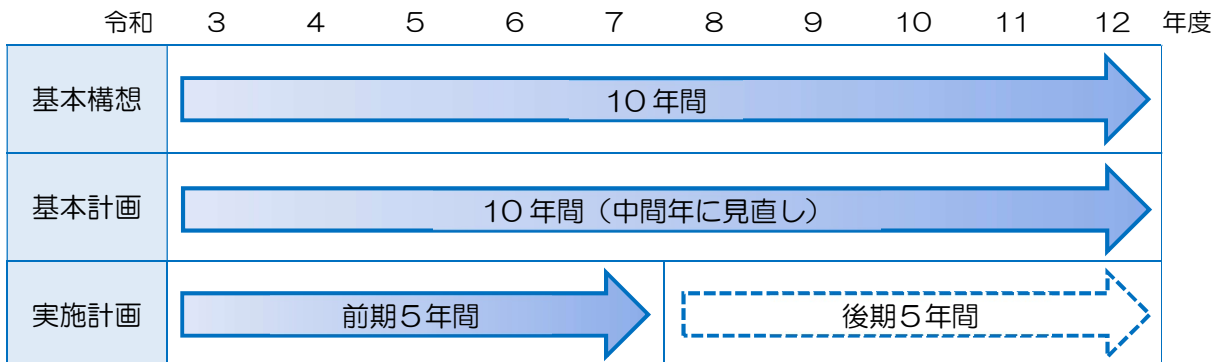 令和 3 4 5 6 7 8 9 10 11 12 年度
基本構想 10年間
基本計画 10年間（中間年に見直し）
実施計画 前期5年間 後期5年間